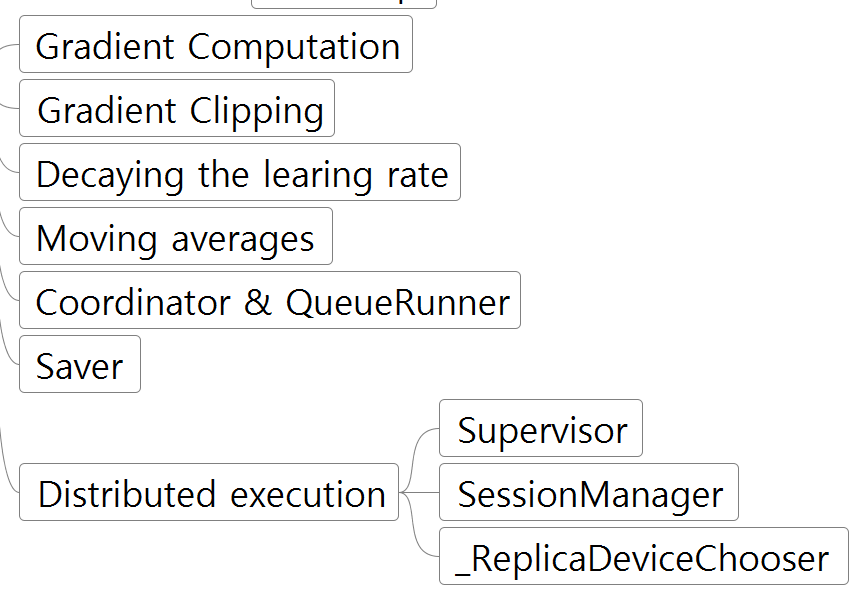 Gradient Computation
Gradient Clipping
Decaying the learing rate
Moving averages
Coordinator & QueueRunner
Saver
Distributed execution
Supervisor
SessionManager
_ReplicaDeviceChooser